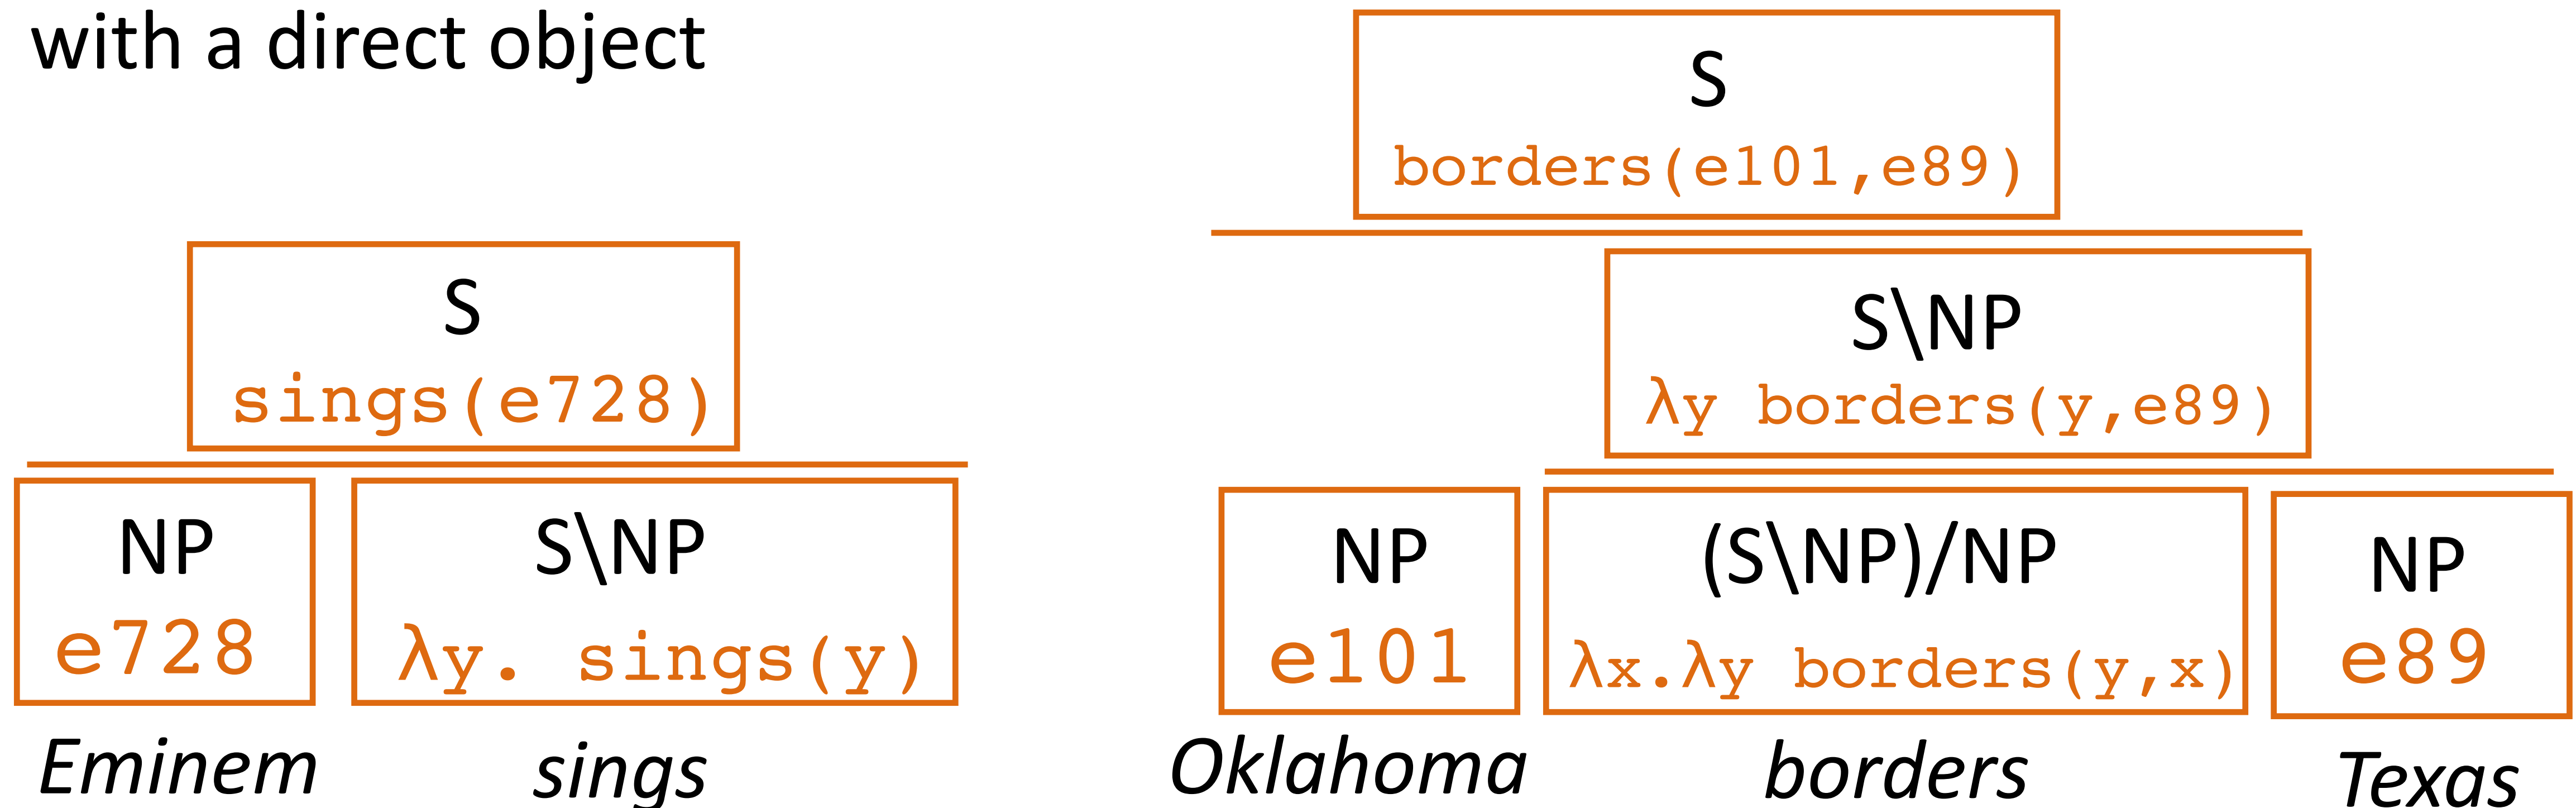 with a direct object
S
sings(e728)
NP
e728
S\NP
λy. sings(y)
Eminem
sings
S
borders(e101,e89)
S\NP
λy borders(y,e89)
NP
e101
(S\NP)/NP
λx.λy borders(y,x)
NP
e89
Oklahoma
borders
Texas